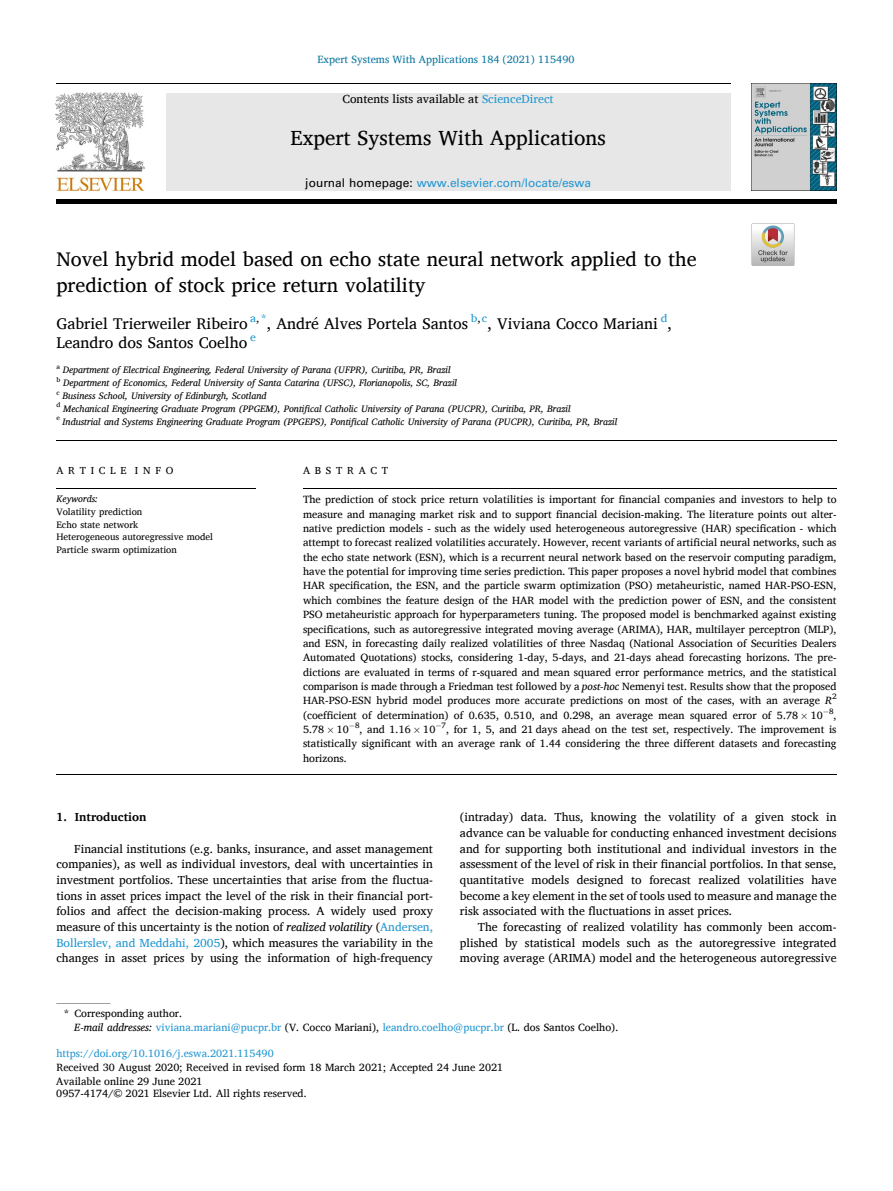 Expert Systems With Applications 184 (2021) 115490
Contents lists available at ScienceDirect
Expert Systems With Applications
journal homepage: www.elsevier.com/locate/eswa
ELSEVIER
Expert
Systems
with
Applications
An International
Journal
Check for
updates
Novel hybrid model based on echo state neural network applied to the
prediction of stock price return volatility
Gabriel Trierweiler Ribeiro a, *, André Alves Portela Santos b,c, Viviana Cocco Mariani d,
Leandro dos Santos Coelho e
a Department of Electrical Engineering, Federal University of Parana (UFPR), Curitiba, PR, Brazil
b Department of Economics, Federal University of Santa Catarina (UFSC), Florianopolis, SC, Brazil
c Business School, University of Edinburgh, Scotland
d Mechanical Engineering Graduate Program (PPGEM), Pontifical Catholic University of Parana (PUCPR), Curitiba, PR, Brazil
e Industrial and Systems Engineering Graduate Program (PPGEPS), Pontifical Catholic University of Parana (PUCPR), Curitiba, PR, Brazil
ARTICLE INFO
Keywords:
Volatility prediction
Echo state network
Heterogeneous autoregressive model
Particle swarm optimization
ABSTRACT
The prediction of stock price return volatilities is important for financial companies and investors to help to
measure and managing market risk and to support financial decision-making. The literature points out alter-
native prediction models - such as the widely used heterogeneous autoregressive (HAR) specification - which
attempt to forecast realized volatilities accurately. However, recent variants of artificial neural networks, such as
the echo state network (ESN), which is a recurrent neural network based on the reservoir computing paradigm,
have the potential for improving time series prediction. This paper proposes a novel hybrid model that combines
HAR specification, the ESN, and the particle swarm optimization (PSO) metaheuristic, named HAR-PSO-ESN,
which combines the feature design of the HAR model with the prediction power of ESN, and the consistent
PSO metaheuristic approach for hyperparameters tuning. The proposed model is benchmarked against existing
specifications, such as autoregressive integrated moving average (ARIMA), HAR, multilayer perceptron (MLP),
and ESN, in forecasting daily realized volatilities of three Nasdaq (National Association of Securities Dealers
Automated Quotations) stocks, considering 1-day, 5-days, and 21-days ahead forecasting horizons. The pre-
dictions are evaluated in terms of r-squared and mean squared error performance metrics, and the statistical
comparison is made through a Friedman test followed by a post-hoc Nemenyi test. Results show that the proposed
HAR-PSO-ESN hybrid model produces more accurate predictions on most of the cases, with an average R²
(coefficient of determination) of 0.635, 0.510, and 0.298, an average mean squared error of 5.78 × 10⁻⁸,
5.78 × 10⁻⁸, and 1.16 × 10⁻⁷, for 1, 5, and 21 days ahead on the test set, respectively. The improvement is
statistically significant with an average rank of 1.44 considering the three different datasets and forecasting
horizons.
1. Introduction
Financial institutions (e.g. banks, insurance, and asset management
companies), as well as individual investors, deal with uncertainties in
investment portfolios. These uncertainties that arise from the fluctua-
tions in asset prices impact the level of the risk in their financial port-
folios and affect the decision-making process. A widely used proxy
measure of this uncertainty is the notion of realized volatility (Andersen,
Bollerslev, and Meddahi, 2005), which measures the variability in the
changes in asset prices by using the information of high-frequency
(intraday) data. Thus, knowing the volatility of a given stock in
advance can be valuable for conducting enhanced investment decisions
and for supporting both institutional and individual investors in the
assessment of the level of risk in their financial portfolios. In that sense,
quantitative models designed to forecast realized volatilities have
become a key element in the set of tools used to measure and manage the
risk associated with the fluctuations in asset prices.
The forecasting of realized volatility has commonly been accom-
plished by statistical models such as the autoregressive integrated
moving average (ARIMA) model and the heterogeneous autoregressive
* Corresponding author.
E-mail addresses: viviana.mariani@pucpr.br (V. Cocco Mariani), leandro.coelho@pucpr.br (L. dos Santos Coelho).
https://doi.org/10.1016/j.eswa.2021.115490
Received 30 August 2020; Received in revised form 18 March 2021; Accepted 24 June 2021
Available online 29 June 2021
0957-4174/© 2021 Elsevier Ltd. All rights reserved.